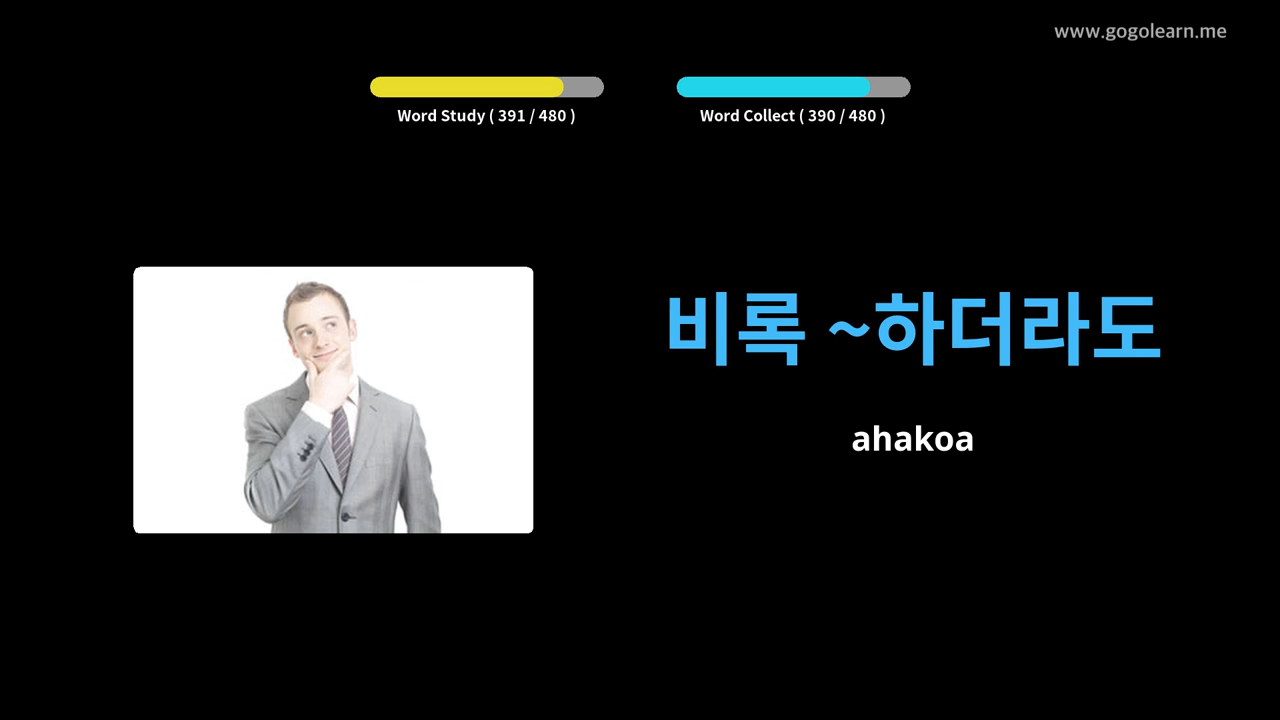 www.gogolearn.me
Word Study ( 391 / 480 )
Word Collect ( 390 / 480 )
비록 ~하더라도
ahakoa